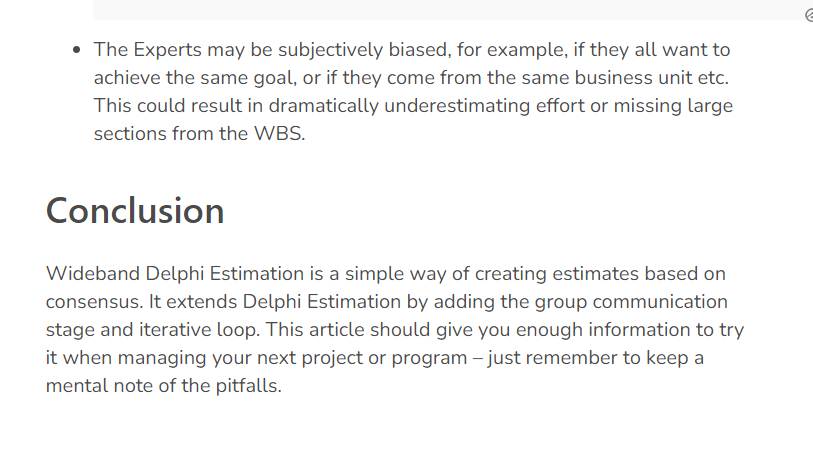 • The Experts may be subjectively biased, for example, if they all want to
achieve the same goal, or if they come from the same business unit etc.
This could result in dramatically underestimating effort or missing large
sections from the WBS.
Conclusion
Wideband Delphi Estimation is a simple way of creating estimates based on
consensus. It extends Delphi Estimation by adding the group communication
stage and iterative loop. This article should give you enough information to try
it when managing your next project or program – just remember to keep a
mental note of the pitfalls.